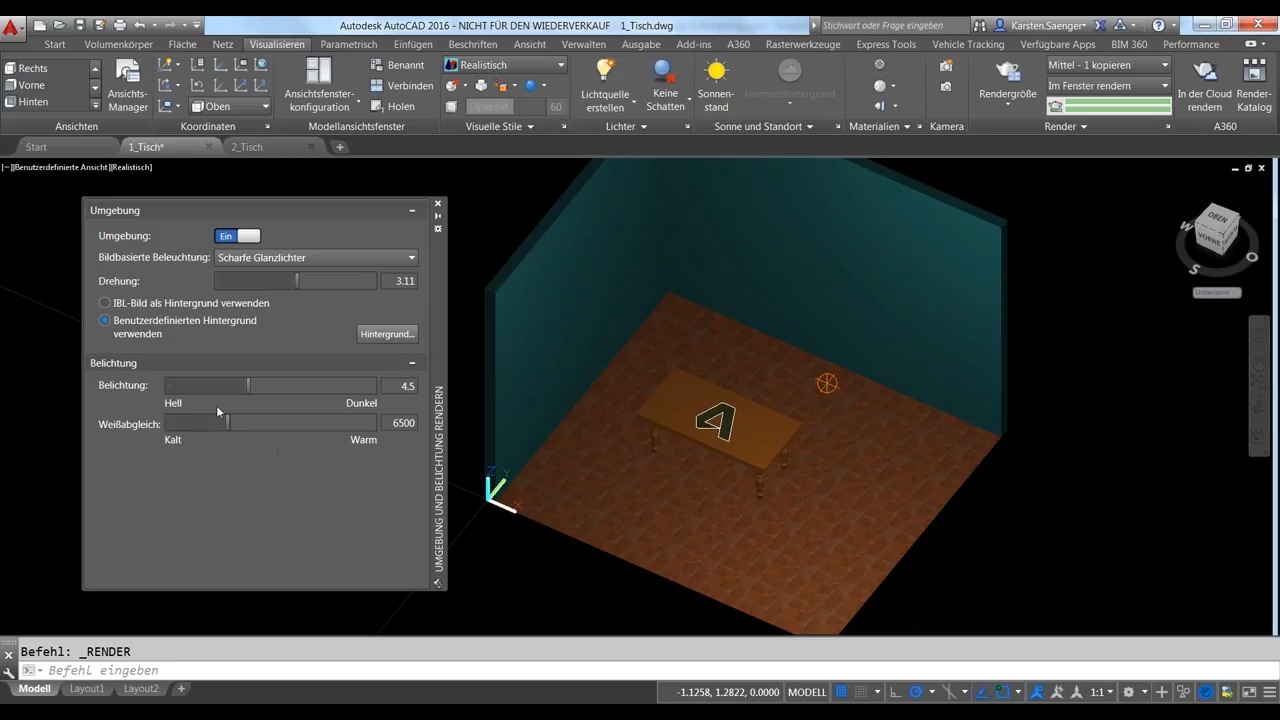 Autodesk AutoCAD 2016 - NICHT FÜR DEN WIEDERVERKAUF 1_Tisch.dwg
Stichwort oder Frage eingeben
Karsten.Saenger
Start Volumenkörper Fläche Netz Visualisieren Parametrisch Einfügen Beschriften Ansicht Verwalten Ausgabe Add-ins A360 Rasterwerkzeuge Express Tools Vehicle Tracking Verfügbare Apps BIM 360 Performance
Rechts
Vorne
Hinten
Ansichts-
Manager
Oben
Ansichtsfenster-
konfiguration
Benannt
Verbinden
Holen
Realistisch
Opazität 60
Lichtquelle
erstellen
Keine
Schatten
Sonnen-
stand
Himmelhintergrund
Rendergröße
Mittel - 1 kopieren
Im Fenster rendern
In der Cloud
rendern
Render-
Katalog
Ansichten Koordinaten Modellansichtsfenster Visuelle Stile Lichter Sonne und Standort Materialien Kamera Render A360
Start 1_Tisch* 2_Tisch
[−][Benutzerdefinierte Ansicht][Realistisch]
Umgebung
Umgebung: Ein
Bildbasierte Beleuchtung: Scharfe Glanzlichter
Drehung: 3.11
IBL-Bild als Hintergrund verwenden
Benutzerdefinierten Hintergrund
verwenden
Hintergrund...
Belichtung
Belichtung: 4.5
Hell Dunkel
Weißabgleich: 6500
Kalt Warm
UMGEBUNG UND BELICHTUNG RENDERN
OBEN
VORNE
W
S
O
Unbenannt
A
Z
Y
X
Befehl: _RENDER
Befehl eingeben
Modell Layout1 Layout2
-1.1258, 1.2822, 0.0000 MODELL 1:1